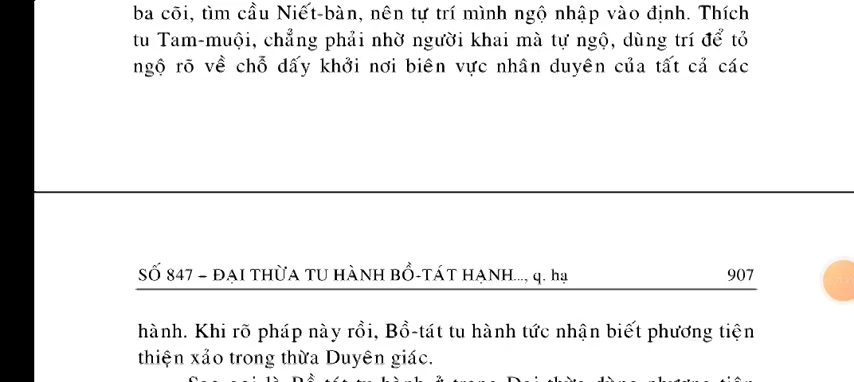 ba cõi, tìm cầu Niết-bàn, nên tự trí mình ngộ nhập vào định. Thích
tu Tam-muội, chẳng phải nhờ người khai mà tự ngộ, dùng trí để tỏ
ngộ rõ về chỗ dấy khởi nơi biên vực nhân duyên của tất cả các
SỐ 847 – ĐẠI THỪA TU HÀNH BỒ-TÁT HẠNH..., q. hạ 907
hành. Khi rõ pháp này rồi, Bồ-tát tu hành tức nhận biết phương tiện
thiện xảo trong thừa Duyên giác.